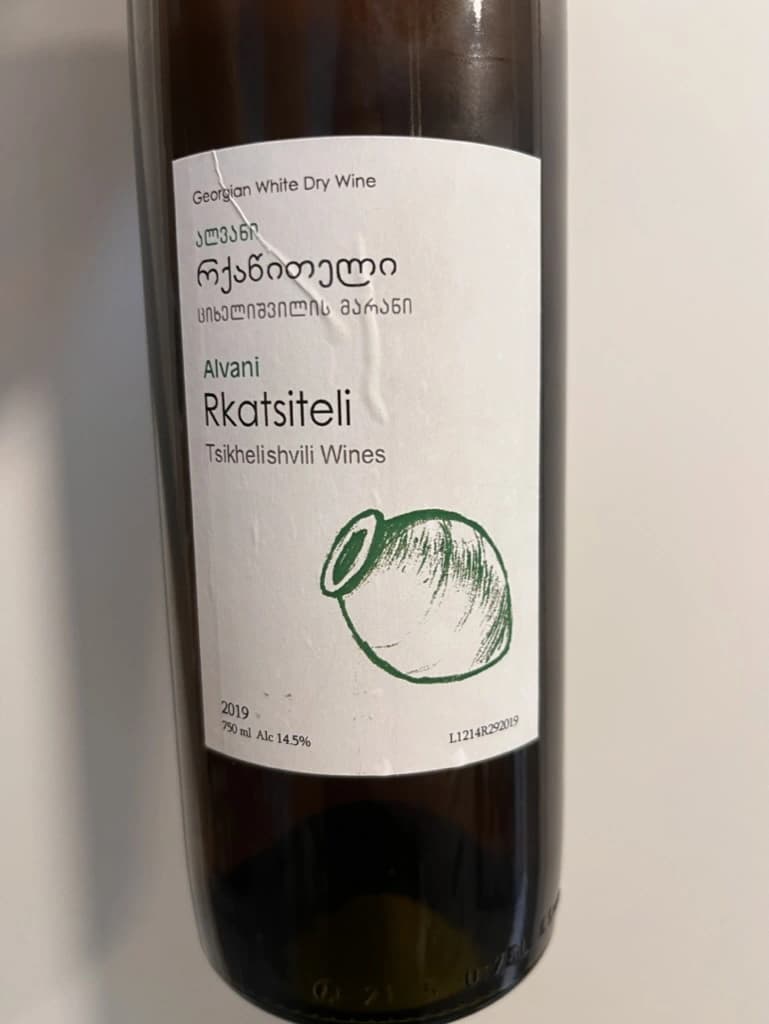 Georgian White Dry Wine
ალვანი
რქაწითელი
ციხელიშვილის მარანი
Alvani
Rkatsiteli
Tsikhelishvili Wines
2019
750 ml Alc 14.5%
L1214R292019